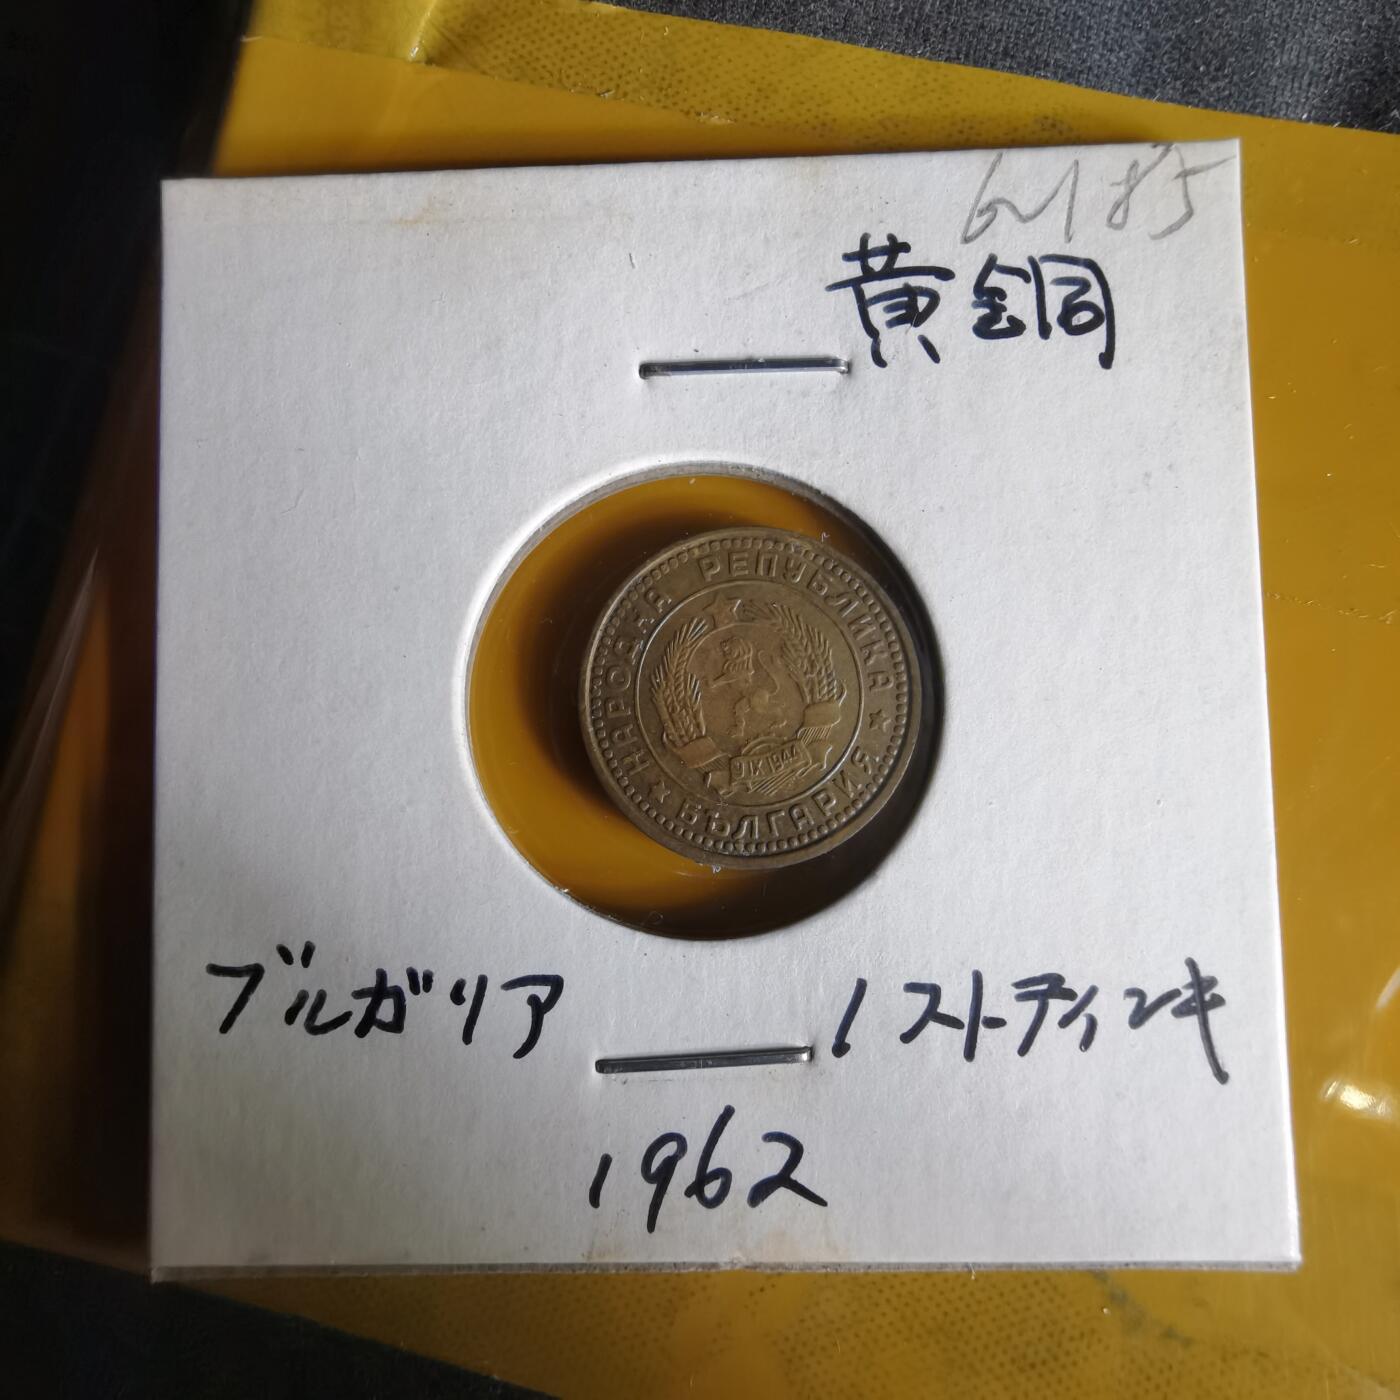 黄銅
НАРОДНА РЕПУБЛИКА
9 IX 1944
★ БЪЛГАРИЯ ★
ブルガリア
1ストティンキ
1962